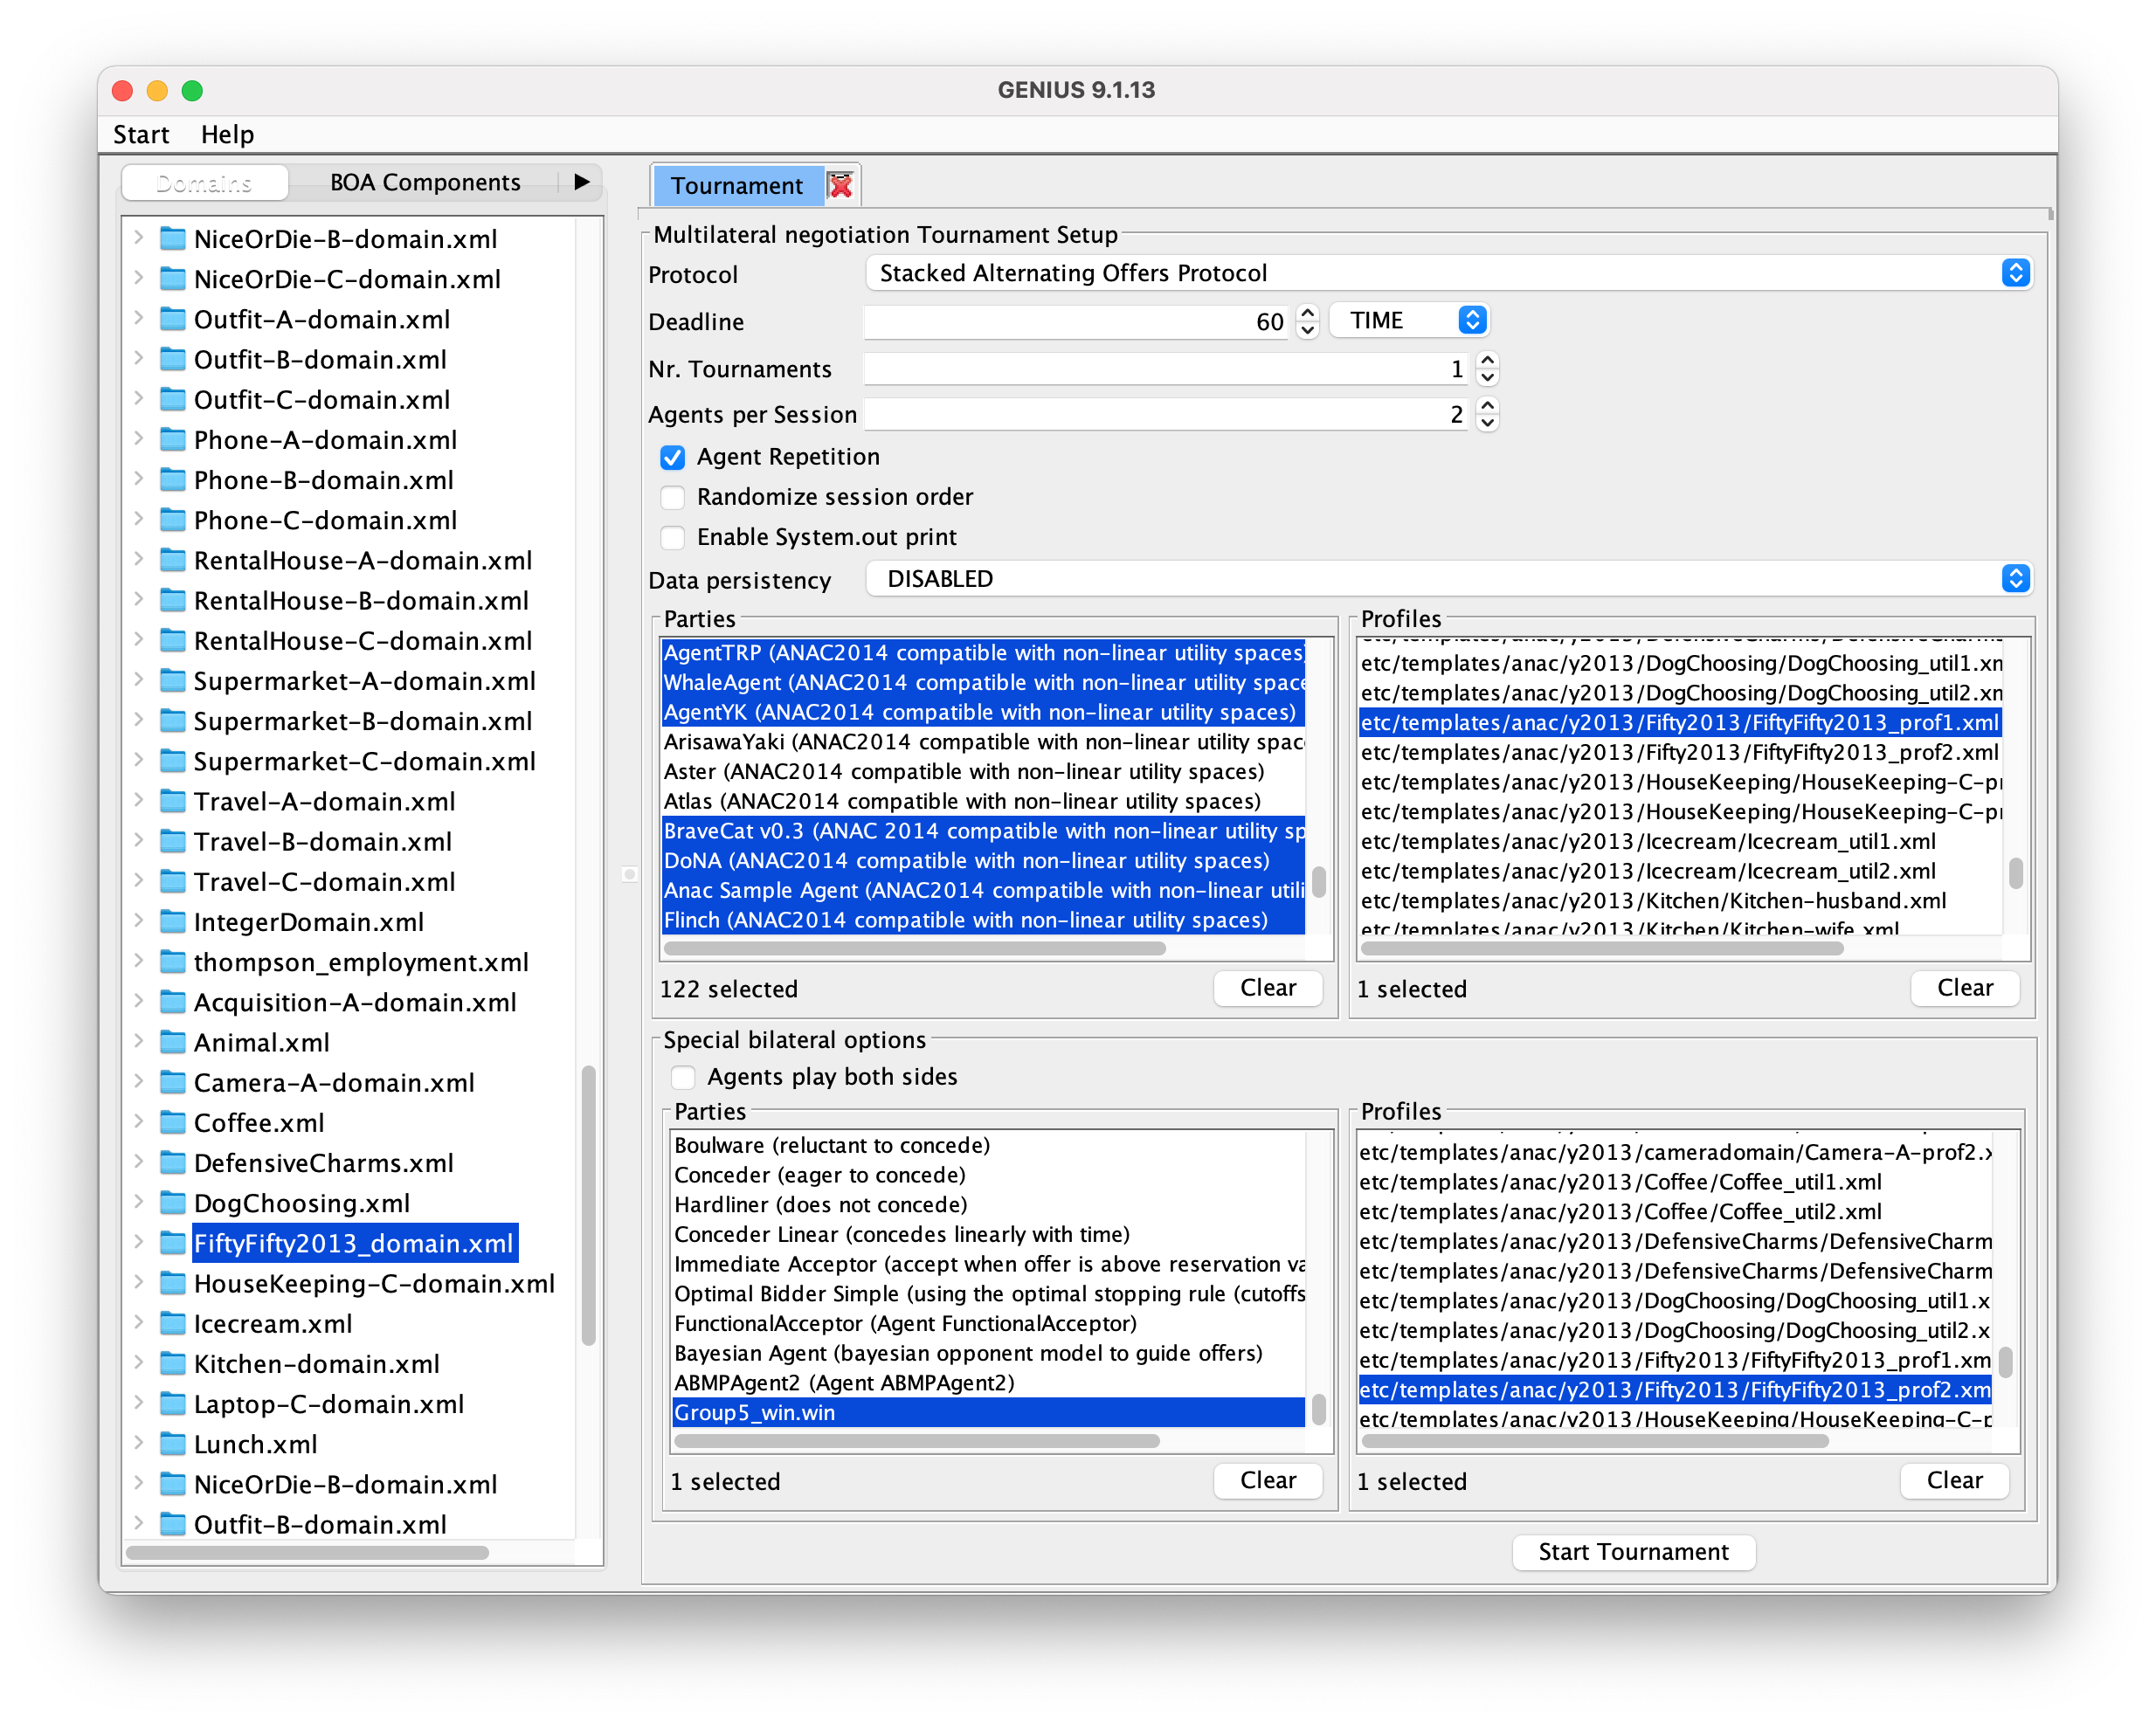 GENIUS 9.1.13
Start Help
Domains BOA Components
NiceOrDie-B-domain.xml
NiceOrDie-C-domain.xml
Outfit-A-domain.xml
Outfit-B-domain.xml
Outfit-C-domain.xml
Phone-A-domain.xml
Phone-B-domain.xml
Phone-C-domain.xml
RentalHouse-A-domain.xml
RentalHouse-B-domain.xml
RentalHouse-C-domain.xml
Supermarket-A-domain.xml
Supermarket-B-domain.xml
Supermarket-C-domain.xml
Travel-A-domain.xml
Travel-B-domain.xml
Travel-C-domain.xml
IntegerDomain.xml
thompson_employment.xml
Acquisition-A-domain.xml
Animal.xml
Camera-A-domain.xml
Coffee.xml
DefensiveCharms.xml
DogChoosing.xml
FiftyFifty2013_domain.xml
HouseKeeping-C-domain.xml
Icecream.xml
Kitchen-domain.xml
Laptop-C-domain.xml
Lunch.xml
NiceOrDie-B-domain.xml
Outfit-B-domain.xml
Tournament
Multilateral negotiation Tournament Setup
Protocol Stacked Alternating Offers Protocol
Deadline 60 TIME
Nr. Tournaments 1
Agents per Session 2
Agent Repetition
Randomize session order
Enable System.out print
Data persistency DISABLED
Parties
AgentTRP (ANAC2014 compatible with non-linear utility spaces)
WhaleAgent (ANAC2014 compatible with non-linear utility space
AgentYK (ANAC2014 compatible with non-linear utility spaces)
ArisawaYaki (ANAC2014 compatible with non-linear utility spac
Aster (ANAC2014 compatible with non-linear utility spaces)
Atlas (ANAC2014 compatible with non-linear utility spaces)
BraveCat v0.3 (ANAC 2014 compatible with non-linear utility sp
DoNA (ANAC2014 compatible with non-linear utility spaces)
Anac Sample Agent (ANAC2014 compatible with non-linear utili
Flinch (ANAC2014 compatible with non-linear utility spaces)
122 selected Clear
Profiles
etc/templates/anac/y2013/DefensiveCharms/DefensiveCharms
etc/templates/anac/y2013/DogChoosing/DogChoosing_util1.xm
etc/templates/anac/y2013/DogChoosing/DogChoosing_util2.xm
etc/templates/anac/y2013/Fifty2013/FiftyFifty2013_prof1.xml
etc/templates/anac/y2013/Fifty2013/FiftyFifty2013_prof2.xml
etc/templates/anac/y2013/HouseKeeping/HouseKeeping-C-pr
etc/templates/anac/y2013/HouseKeeping/HouseKeeping-C-pr
etc/templates/anac/y2013/Icecream/Icecream_util1.xml
etc/templates/anac/y2013/Icecream/Icecream_util2.xml
etc/templates/anac/y2013/Kitchen/Kitchen-husband.xml
etc/templates/anac/y2013/Kitchen/Kitchen-wife.xml
1 selected Clear
Special bilateral options
Agents play both sides
Parties
Boulware (reluctant to concede)
Conceder (eager to concede)
Hardliner (does not concede)
Conceder Linear (concedes linearly with time)
Immediate Acceptor (accept when offer is above reservation va
Optimal Bidder Simple (using the optimal stopping rule (cutoffs
FunctionalAcceptor (Agent FunctionalAcceptor)
Bayesian Agent (bayesian opponent model to guide offers)
ABMPAgent2 (Agent ABMPAgent2)
Group5_win.win
1 selected Clear
Profiles
etc/templates/anac/y2013/cameradomain/Camera-A-prof2.x
etc/templates/anac/y2013/Coffee/Coffee_util1.xml
etc/templates/anac/y2013/Coffee/Coffee_util2.xml
etc/templates/anac/y2013/DefensiveCharms/DefensiveCharm
etc/templates/anac/y2013/DefensiveCharms/DefensiveCharm
etc/templates/anac/y2013/DogChoosing/DogChoosing_util1.x
etc/templates/anac/y2013/DogChoosing/DogChoosing_util2.x
etc/templates/anac/y2013/Fifty2013/FiftyFifty2013_prof1.xm
etc/templates/anac/y2013/Fifty2013/FiftyFifty2013_prof2.xm
etc/templates/anac/y2013/HouseKeeping/HouseKeeping-C-p
1 selected Clear
Start Tournament